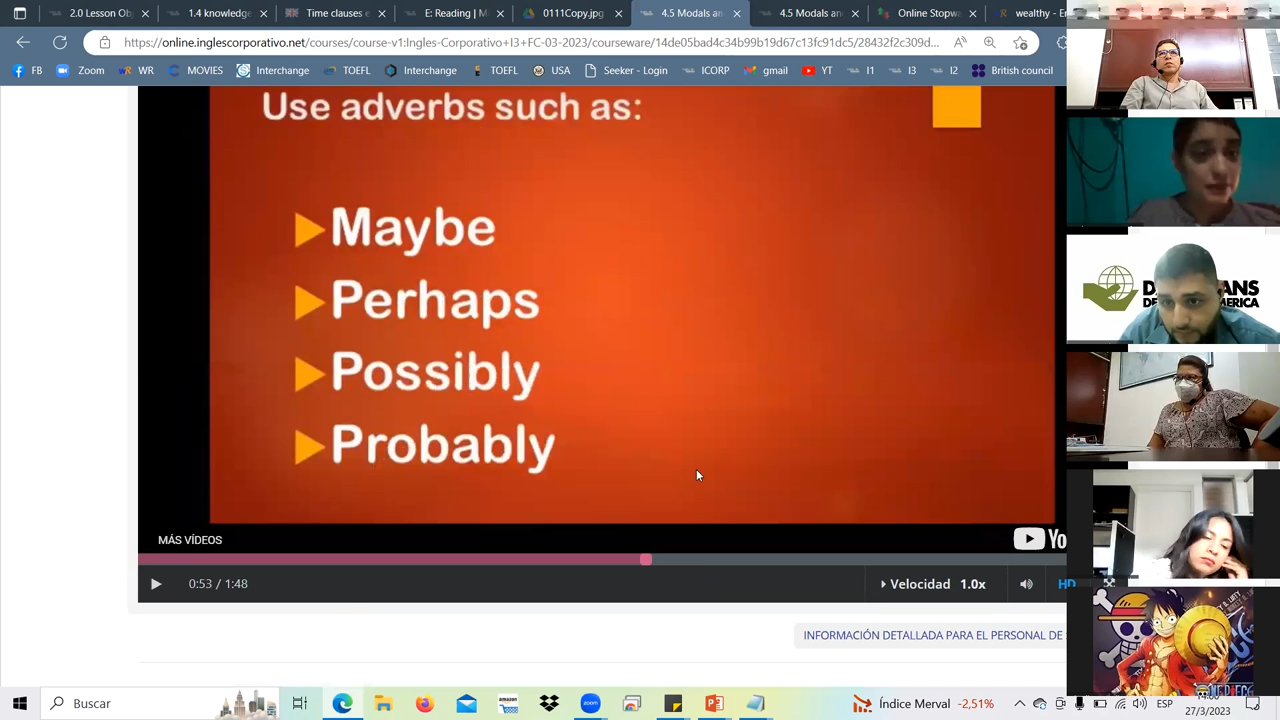 2.0 Lesson Obj
1.4 knowledge
Time clauses
E: Reading | M
0111Copy.jpg
4.5 Modals an
4.5 Modals an
Online Stopwa
wealthy - En
https://online.inglescorporativo.net/courses/course-v1:Ingles-Corporativo+I3+FC-03-2023/courseware/14de05bad4c34b99b19d67c13fc91dc5/28432f2c309d...
FB Zoom WR MOVIES Interchange TOEFL Interchange TOEFL USA Seeker - Login ICORP gmail YT I1 I3 I2 British council
Use adverbs such as:
Maybe
Perhaps
Possibly
Probably
MÁS VÍDEOS
0:53 / 1:48
Velocidad 1.0x
HD
INFORMACIÓN DETALLADA PARA EL PERSONAL DE
ANS
MERICA
Buscar
Índice Merval -2,51%
ESP
27/3/2023